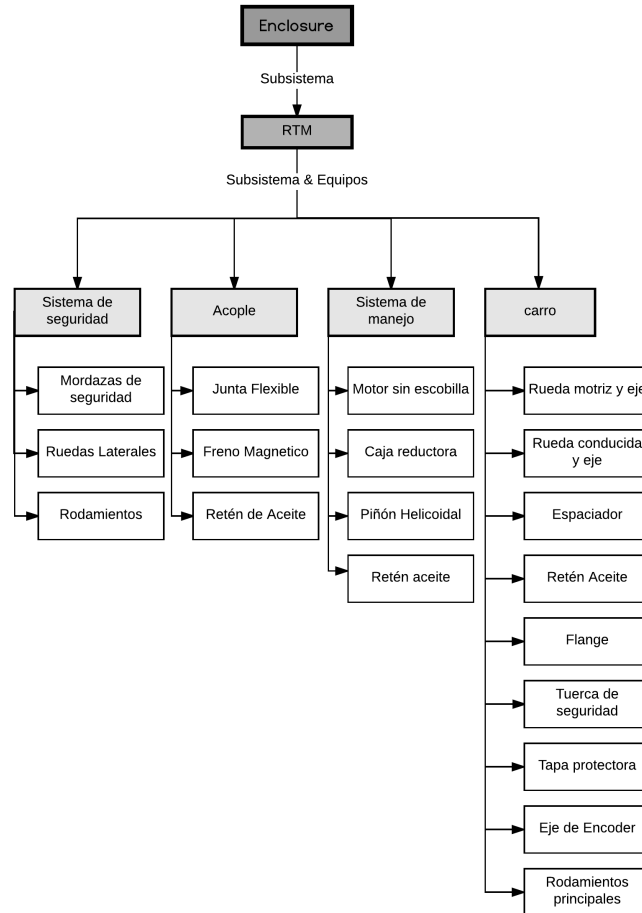 Enclosure
Subsistema
RTM
Subsistema & Equipos
Sistema de
seguridad
Acople
Sistema de
manejo
carro
Mordazas de
seguridad
Junta Flexible
Motor sin escobilla
Rueda motriz y eje
Ruedas Laterales
Freno Magnetico
Caja reductora
Rueda conducida
y eje
Rodamientos
Retén de Aceite
Piñón Helicoidal
Espaciador
Retén aceite
Retén Aceite
Flange
Tuerca de
seguridad
Tapa protectora
Eje de Encoder
Rodamientos
principales